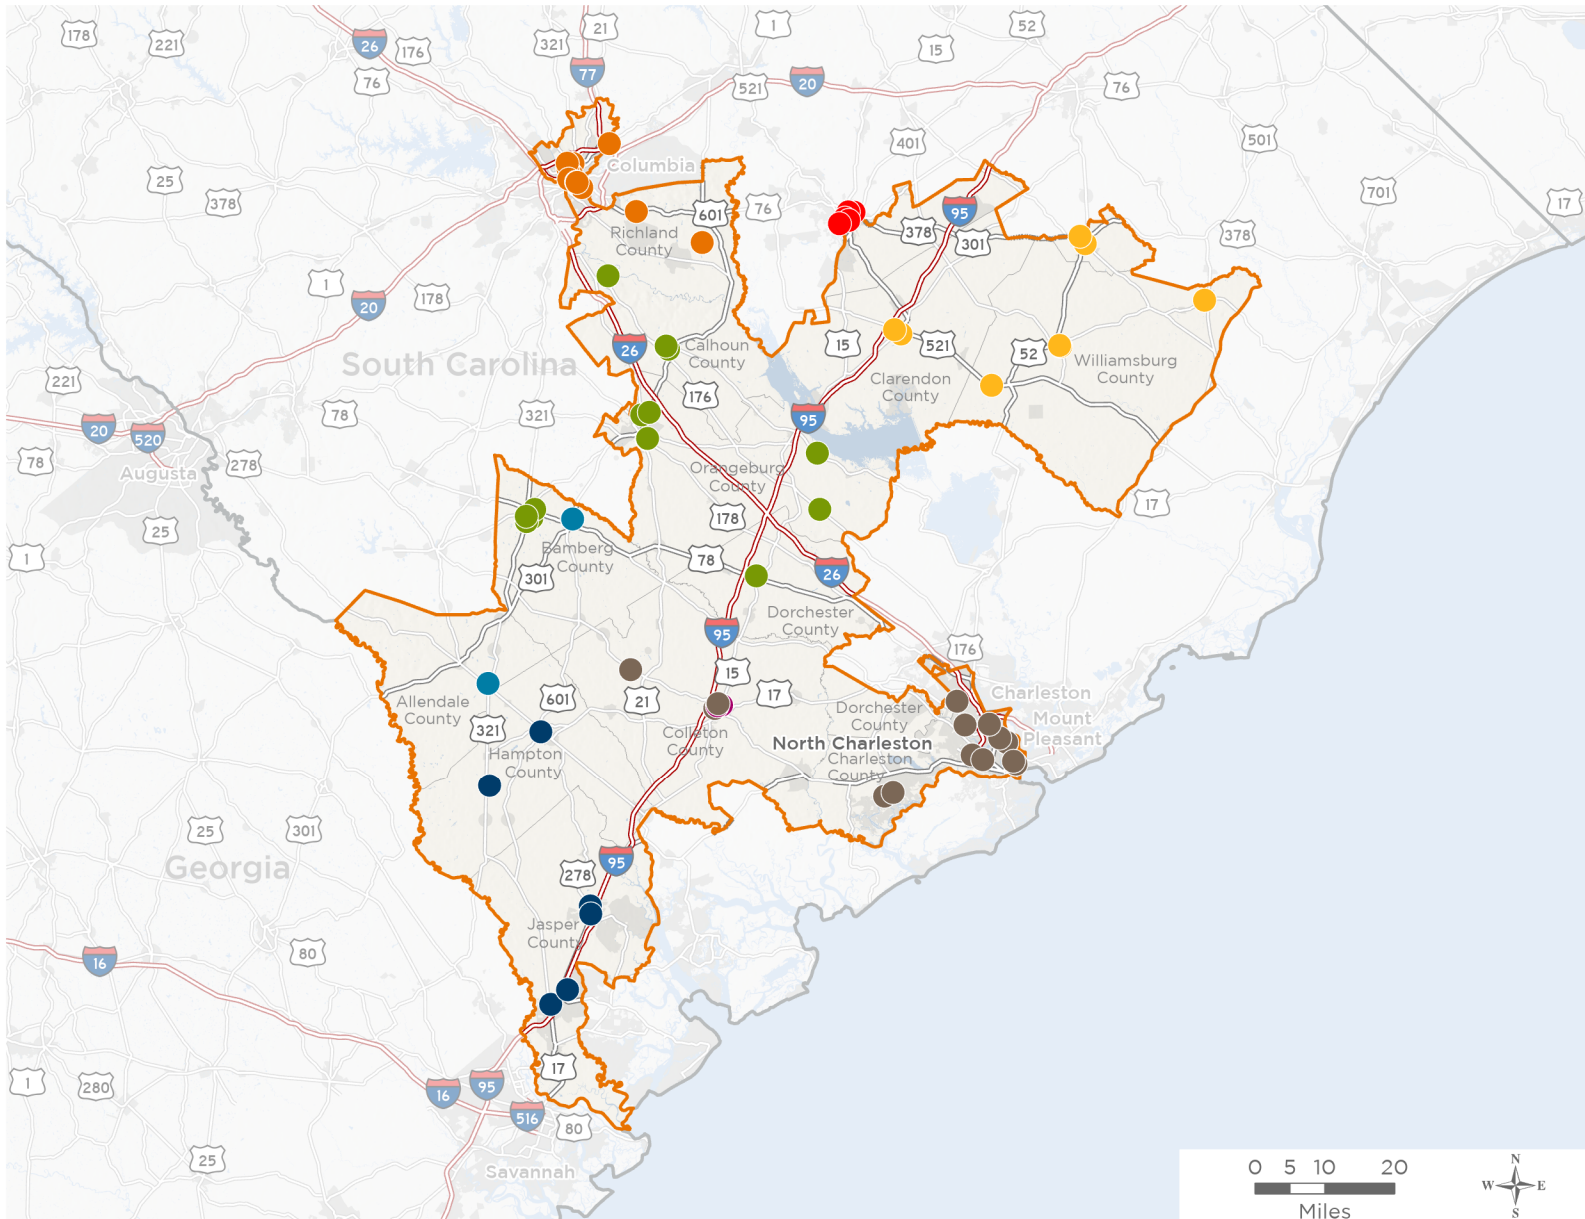 178
221
26
176
76
321
21
77
1
521
20
15
52
76
501
401
701
17
378
Columbia
25
378
76
601
Richland
County
378
301
95
1
178
20
South Carolina
26
Calhoun
County
176
15
521
52
Williamsburg
County
Clarendon
County
221
20
520
78
321
95
78
278
Augusta
Orangeburg
County
25
178
17
1
Bamberg
County
301
78
26
Dorchester
County
95
176
15
Allendale
County
601
21
17
Charleston
Mount
Pleasant
Dorchester
County
321
Colleton
County
North Charleston
Hampton
County
Charleston
County
25
301
Georgia
278
95
Jasper
County
16
80
1
280
16
95
17
516
80
25
Savannah
0 5 10 20
Miles
N
W E
S